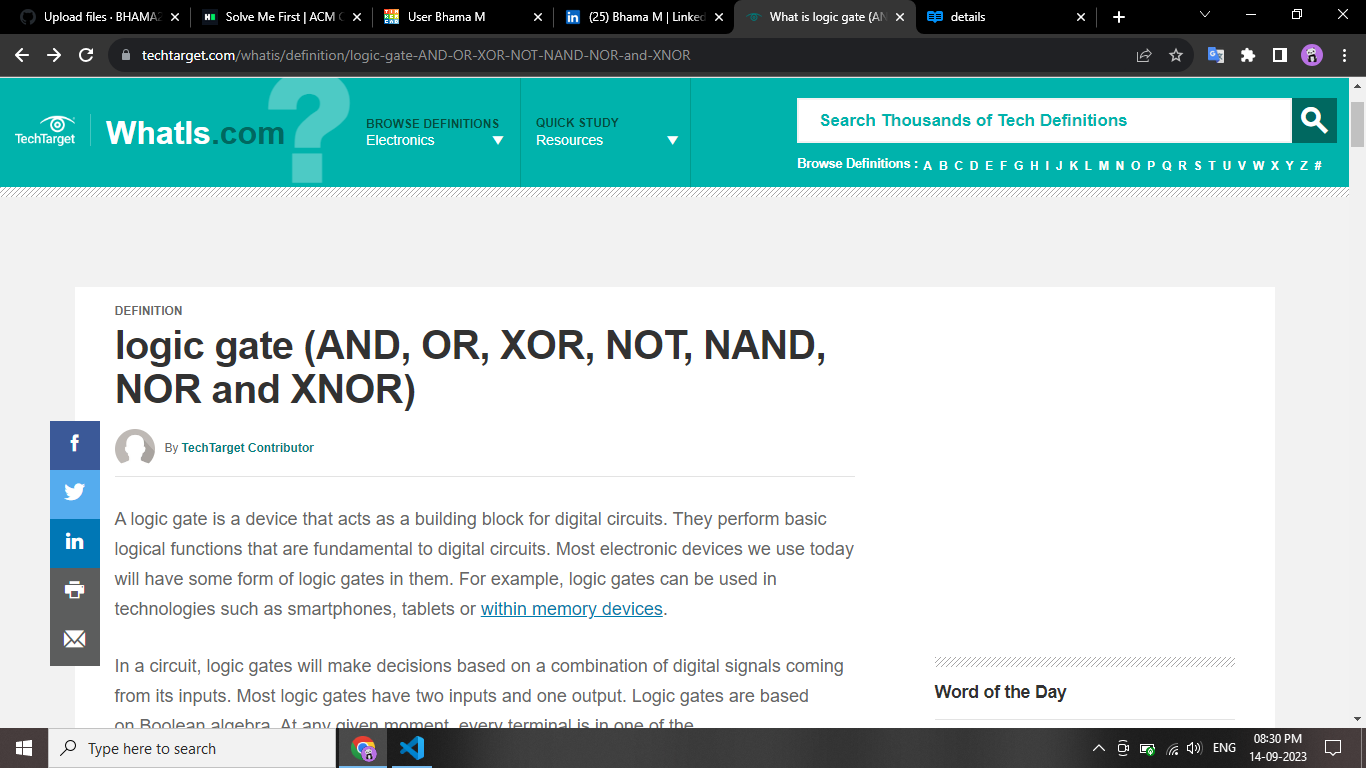 Upload files · BHAMA2
Solve Me First | ACM C
User Bhama M
(25) Bhama M | Linked
What is logic gate (AN
details
techtarget.com/whatis/definition/logic-gate-AND-OR-XOR-NOT-NAND-NOR-and-XNOR
TechTarget
WhatIs.com
?
BROWSE DEFINITIONS
Electronics
QUICK STUDY
Resources
Search Thousands of Tech Definitions
Browse Definitions : A B C D E F G H I J K L M N O P Q R S T U V W X Y Z #
DEFINITION
logic gate (AND, OR, XOR, NOT, NAND,
NOR and XNOR)
By TechTarget Contributor
A logic gate is a device that acts as a building block for digital circuits. They perform basic
logical functions that are fundamental to digital circuits. Most electronic devices we use today
will have some form of logic gates in them. For example, logic gates can be used in
technologies such as smartphones, tablets or within memory devices.
In a circuit, logic gates will make decisions based on a combination of digital signals coming
from its inputs. Most logic gates have two inputs and one output. Logic gates are based
on Boolean algebra. At any given moment, every terminal is in one of the
Word of the Day
Type here to search
ENG
08:30 PM
14-09-2023